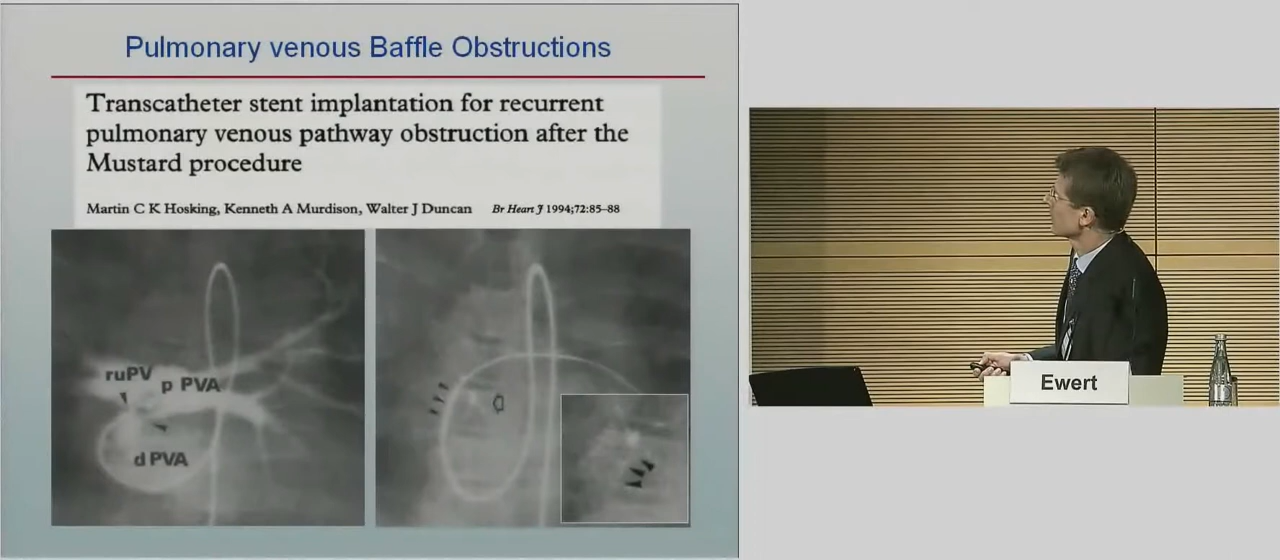 Pulmonary venous Baffle Obstructions
Transcatheter stent implantation for recurrent
pulmonary venous pathway obstruction after the
Mustard procedure
Martin C K Hosking, Kenneth A Murdison, Walter J Duncan Br Heart J 1994;72:85–88
ruPV
p PVA
d PVA
Ewert